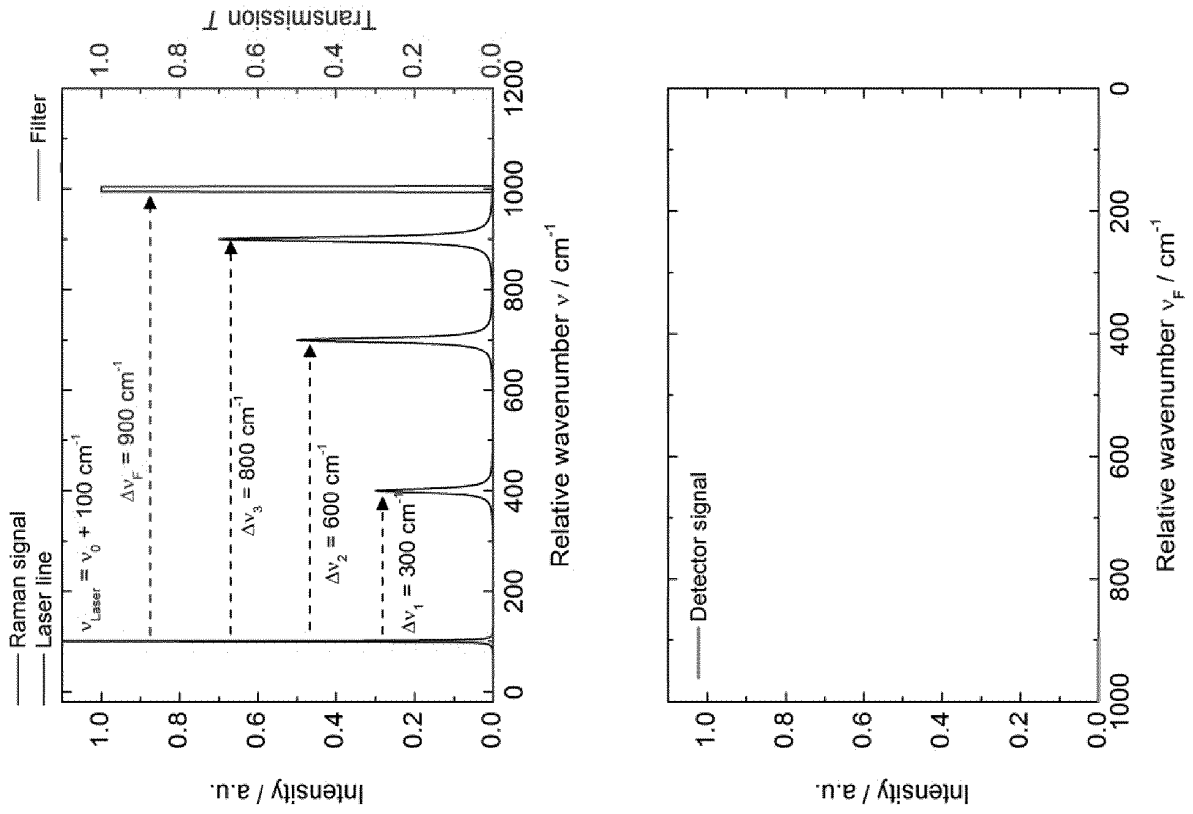 Raman signal
Laser line
Filter
ν_Laser = ν_0 + 100 cm⁻¹
Δν_F = 900 cm⁻¹
Δν_3 = 800 cm⁻¹
Δν_2 = 600 cm⁻¹
Δν_1 = 300 cm⁻¹
1.0
0.8
0.6
0.4
0.2
0.0
Intensity / a.u.
1.0
0.8
0.6
0.4
0.2
0.0
Transmission T
0 200 400 600 800 1000 1200
Relative wavenumber ν / cm⁻¹
Detector signal
1.0
0.8
0.6
0.4
0.2
0.0
Intensity / a.u.
1000 800 600 400 200 0
Relative wavenumber ν_F / cm⁻¹